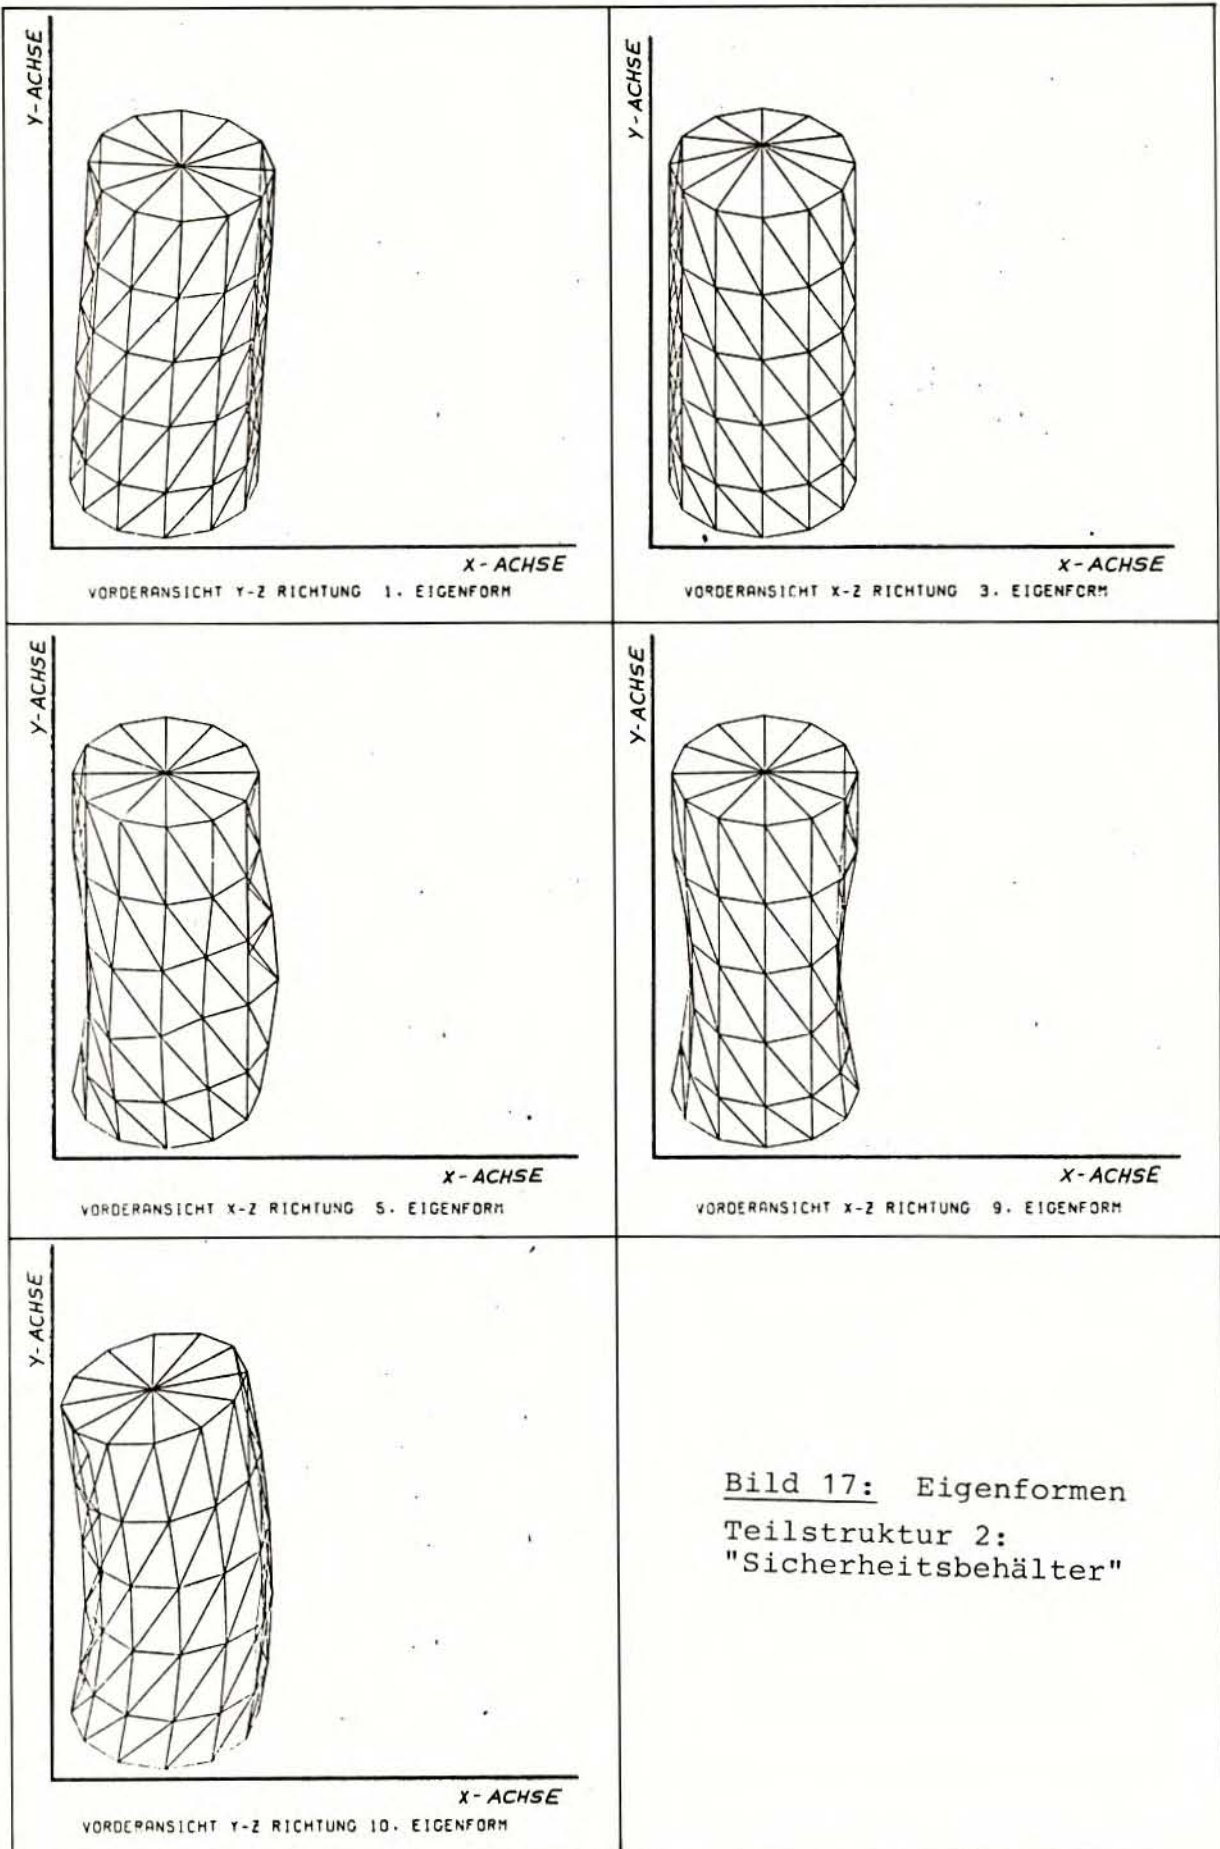 Y-ACHSE
X-ACHSE
VORDERANSICHT Y-Z RICHTUNG 1. EIGENFORM
Y-ACHSE
X-ACHSE
VORDERANSICHT X-Z RICHTUNG 3. EIGENFORM
Y-ACHSE
X-ACHSE
VORDERANSICHT X-Z RICHTUNG 5. EIGENFORM
Y-ACHSE
X-ACHSE
VORDERANSICHT X-Z RICHTUNG 9. EIGENFORM
Y-ACHSE
X-ACHSE
VORDERANSICHT Y-Z RICHTUNG 10. EIGENFORM
Bild 17: Eigenformen
Teilstruktur 2:
"Sicherheitsbehälter"